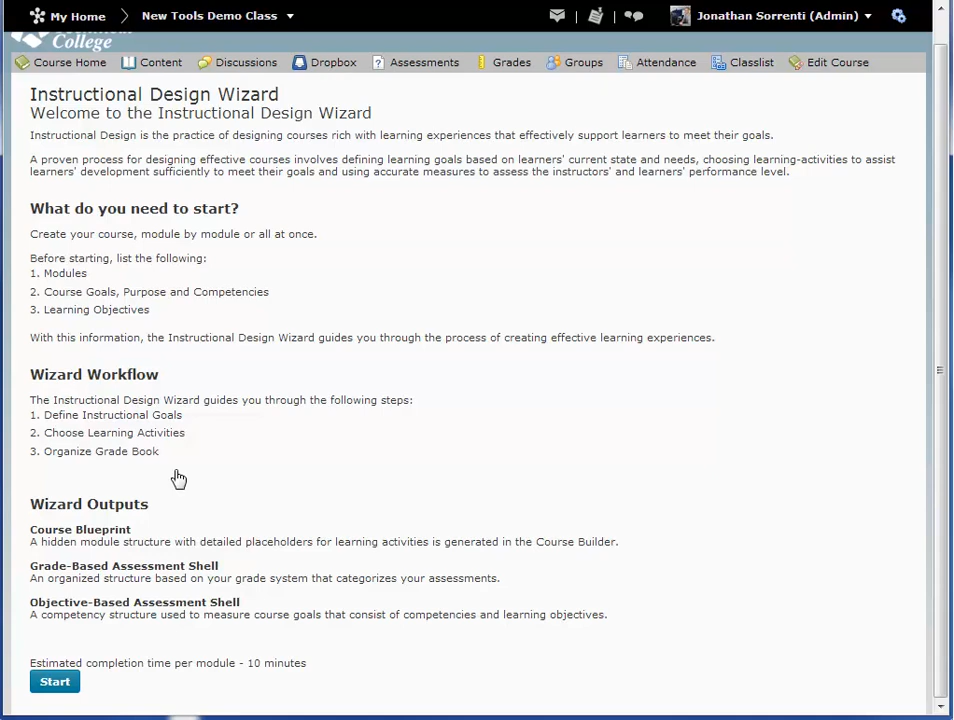 My Home
New Tools Demo Class
Jonathan Sorrenti (Admin)
College
Course Home
Content
Discussions
Dropbox
Assessments
Grades
Groups
Attendance
Classlist
Edit Course
Instructional Design Wizard
Welcome to the Instructional Design Wizard
Instructional Design is the practice of designing courses rich with learning experiences that effectively support learners to meet their goals.
A proven process for designing effective courses involves defining learning goals based on learners' current state and needs, choosing learning-activities to assist
learners' development sufficiently to meet their goals and using accurate measures to assess the instructors' and learners' performance level.
What do you need to start?
Create your course, module by module or all at once.
Before starting, list the following:
1. Modules
2. Course Goals, Purpose and Competencies
3. Learning Objectives
With this information, the Instructional Design Wizard guides you through the process of creating effective learning experiences.
Wizard Workflow
The Instructional Design Wizard guides you through the following steps:
1. Define Instructional Goals
2. Choose Learning Activities
3. Organize Grade Book
Wizard Outputs
Course Blueprint
A hidden module structure with detailed placeholders for learning activities is generated in the Course Builder.
Grade-Based Assessment Shell
An organized structure based on your grade system that categorizes your assessments.
Objective-Based Assessment Shell
A competency structure used to measure course goals that consist of competencies and learning objectives.
Estimated completion time per module - 10 minutes
Start